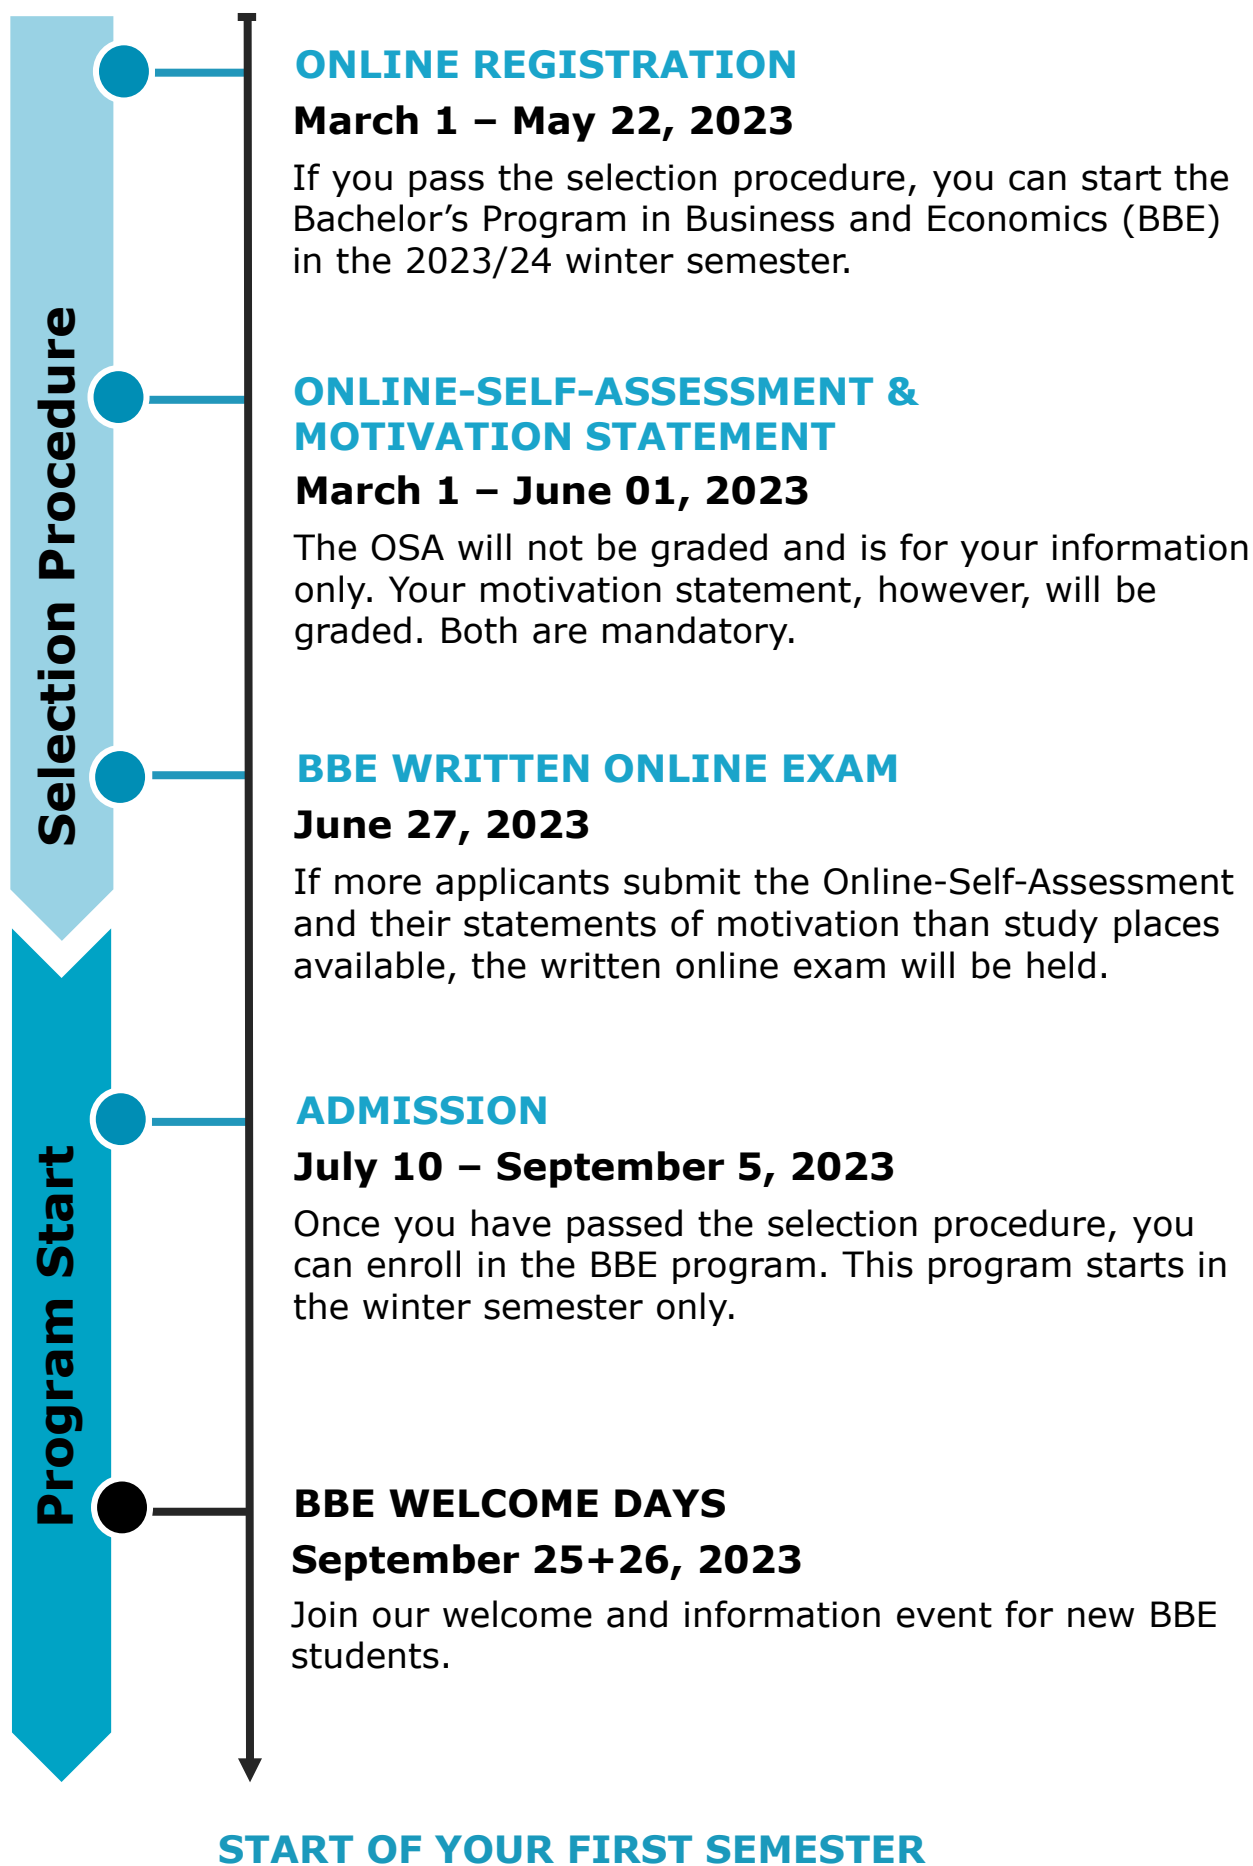 ONLINE REGISTRATION
March 1 – May 22, 2023
If you pass the selection procedure, you can start the
Bachelor’s Program in Business and Economics (BBE)
in the 2023/24 winter semester.
Selection Procedure
ONLINE-SELF-ASSESSMENT &
MOTIVATION STATEMENT
March 1 – June 01, 2023
The OSA will not be graded and is for your information
only. Your motivation statement, however, will be
graded. Both are mandatory.
BBE WRITTEN ONLINE EXAM
June 27, 2023
If more applicants submit the Online-Self-Assessment
and their statements of motivation than study places
available, the written online exam will be held.
Program Start
ADMISSION
July 10 – September 5, 2023
Once you have passed the selection procedure, you
can enroll in the BBE program. This program starts in
the winter semester only.
BBE WELCOME DAYS
September 25+26, 2023
Join our welcome and information event for new BBE
students.
START OF YOUR FIRST SEMESTER